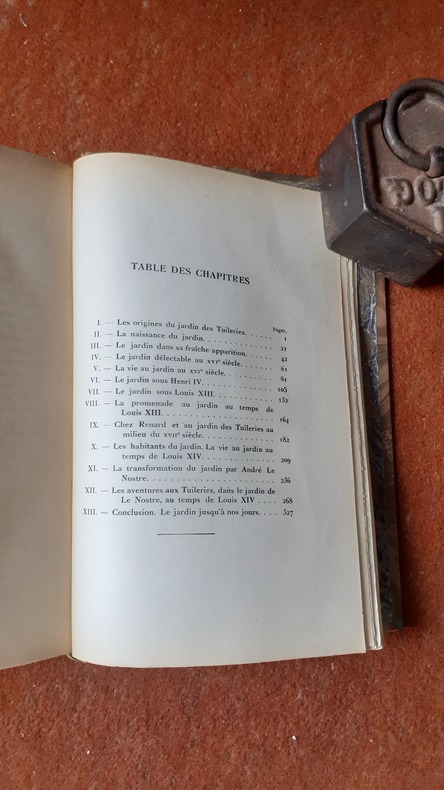 TABLE DES CHAPITRES
Pages.
I. — Les origines du jardin des Tuileries. . . . . . 1
II. — La naissance du jardin. . . . . . . . . . . . 21
III. — Le jardin dans sa fraîche apparition. . . . . 42
IV. — Le jardin délectable au XVIe siècle. . . . . . 61
V. — La vie au jardin au XVIe siècle. . . . . . . . 81
VI. — Le jardin sous Henri IV. . . . . . . . . . . . 105
VII. — Le jardin sous Louis XIII. . . . . . . . . . 132
VIII. — La promenade au jardin au temps de
Louis XIII. . . . . . . . . . . . . . . . . 164
IX. — Chez Renard et au jardin des Tuileries au
milieu du XVIIe siècle. . . . . . . . . . . 182
X. — Les habitants du jardin. La vie au jardin au
temps de Louis XIV. . . . . . . . . . . . . 209
XI. — La transformation du jardin par André Le
Nostre. . . . . . . . . . . . . . . . . . . 236
XII. — Les aventures aux Tuileries, dans le jardin de
Le Nostre, au temps de Louis XIV . . . . 268
XIII. — Conclusion. Le jardin jusqu'à nos jours. . . . 327